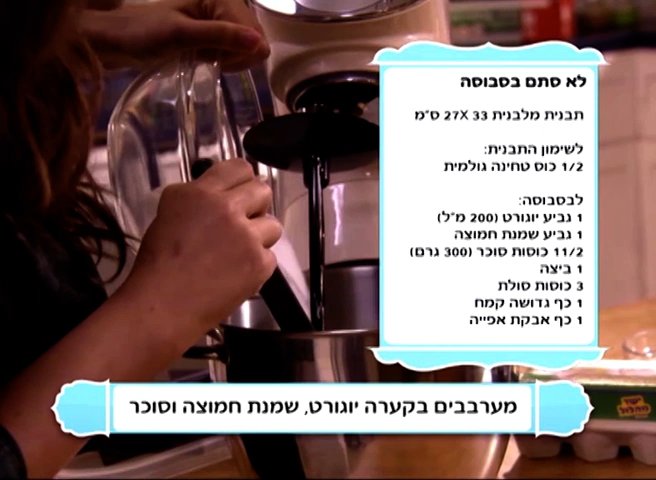 לא סתם בסבוסה
תבנית מלבנית 33 X27 ס"מ
לשימון התבנית:
1/2 כוס טחינה גולמית
לבסבוסה:
1 גביע יוגורט (200 מ"ל)
1 גביע שמנת חמוצה
11/2 כוסות סוכר (300 גרם)
1 ביצה
3 כוסות סולת
1 כף גדושה קמח
1 כף אבקת אפייה
מערבבים בקערה יוגורט, שמנת חמוצה וסוכר